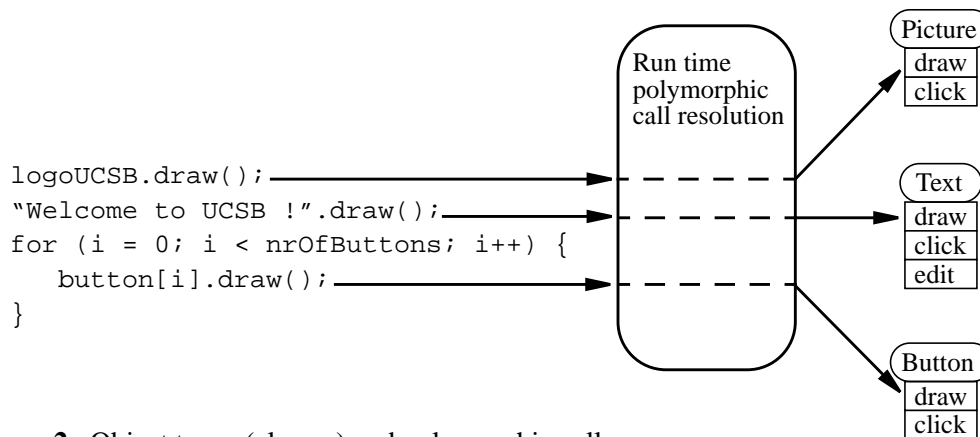 Run time
polymorphic
call resolution
logoUCSB.draw();
“Welcome to UCSB !”.draw();
for (i = 0; i < nrOfButtons; i++) {
button[i].draw();
}
Picture
draw
click
Text
draw
click
edit
Button
draw
click